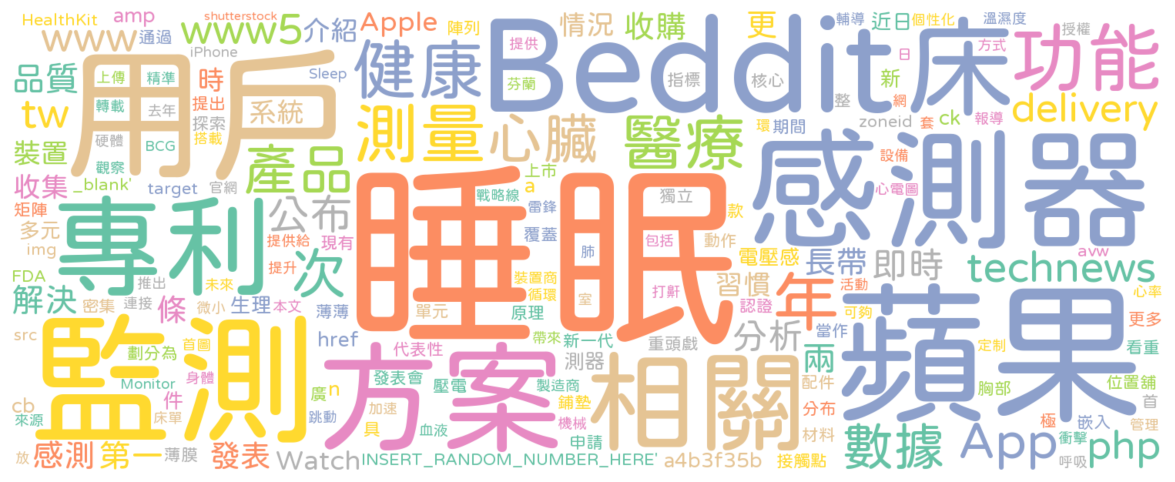 HealthKit amp shutterstock Apple 陣列 情況 收購 更 輔導 近日 個性化 溫濕度
www 通過 www5 介紹 提供 Beddit 床 日 方式 授權 功能
iPhone 健康 芬蘭 指標 核心 新 網
品質 上傳 精準 用戶 時 Sleep 整 zoneid 套 ck 報導 delivery
tw 轉載 去年 提出 系統 測量 心臟 醫療 環 期間
硬體 BCG 探索 搭載
裝置 觀察 產品 上市 感測器 設備
收集 _blank' target 官網 a 戰略線 獨立 心電圖
矩陣 專利 公布 睡眠 雷鋒 款
多元 提供給 現有 覆蓋 肺 包括 動作 電壓感 長帶 即時 avw
img 提升 次 裝置商 習慣 technews
FDA 推出 未來 循環 室 打鼾 認證 年 活動 心率
解決 密集 連接 條 微小 生理 本文 薄薄 單元 原理 可夠 蘋果 更多
src 首圖 href 帶來 分析 當作 定制 看重
監測 劃分為 代表性 方案 新一代 重頭戲 兩
身體 測器 相關
Monitor 廣 n 發表會 壓電 製造商 配件 胸部 位置舖
cb 件 跳動 加速 鋪墊 分布 極 嵌入 首
來源 床單 具 血液 機械 申請 材料 數據 App 衝擊 管理 php
放 感測 第一 薄膜 發表 Watch INSERT_RANDOM_NUMBER_HERE' a4b3f35b 接觸點 呼吸